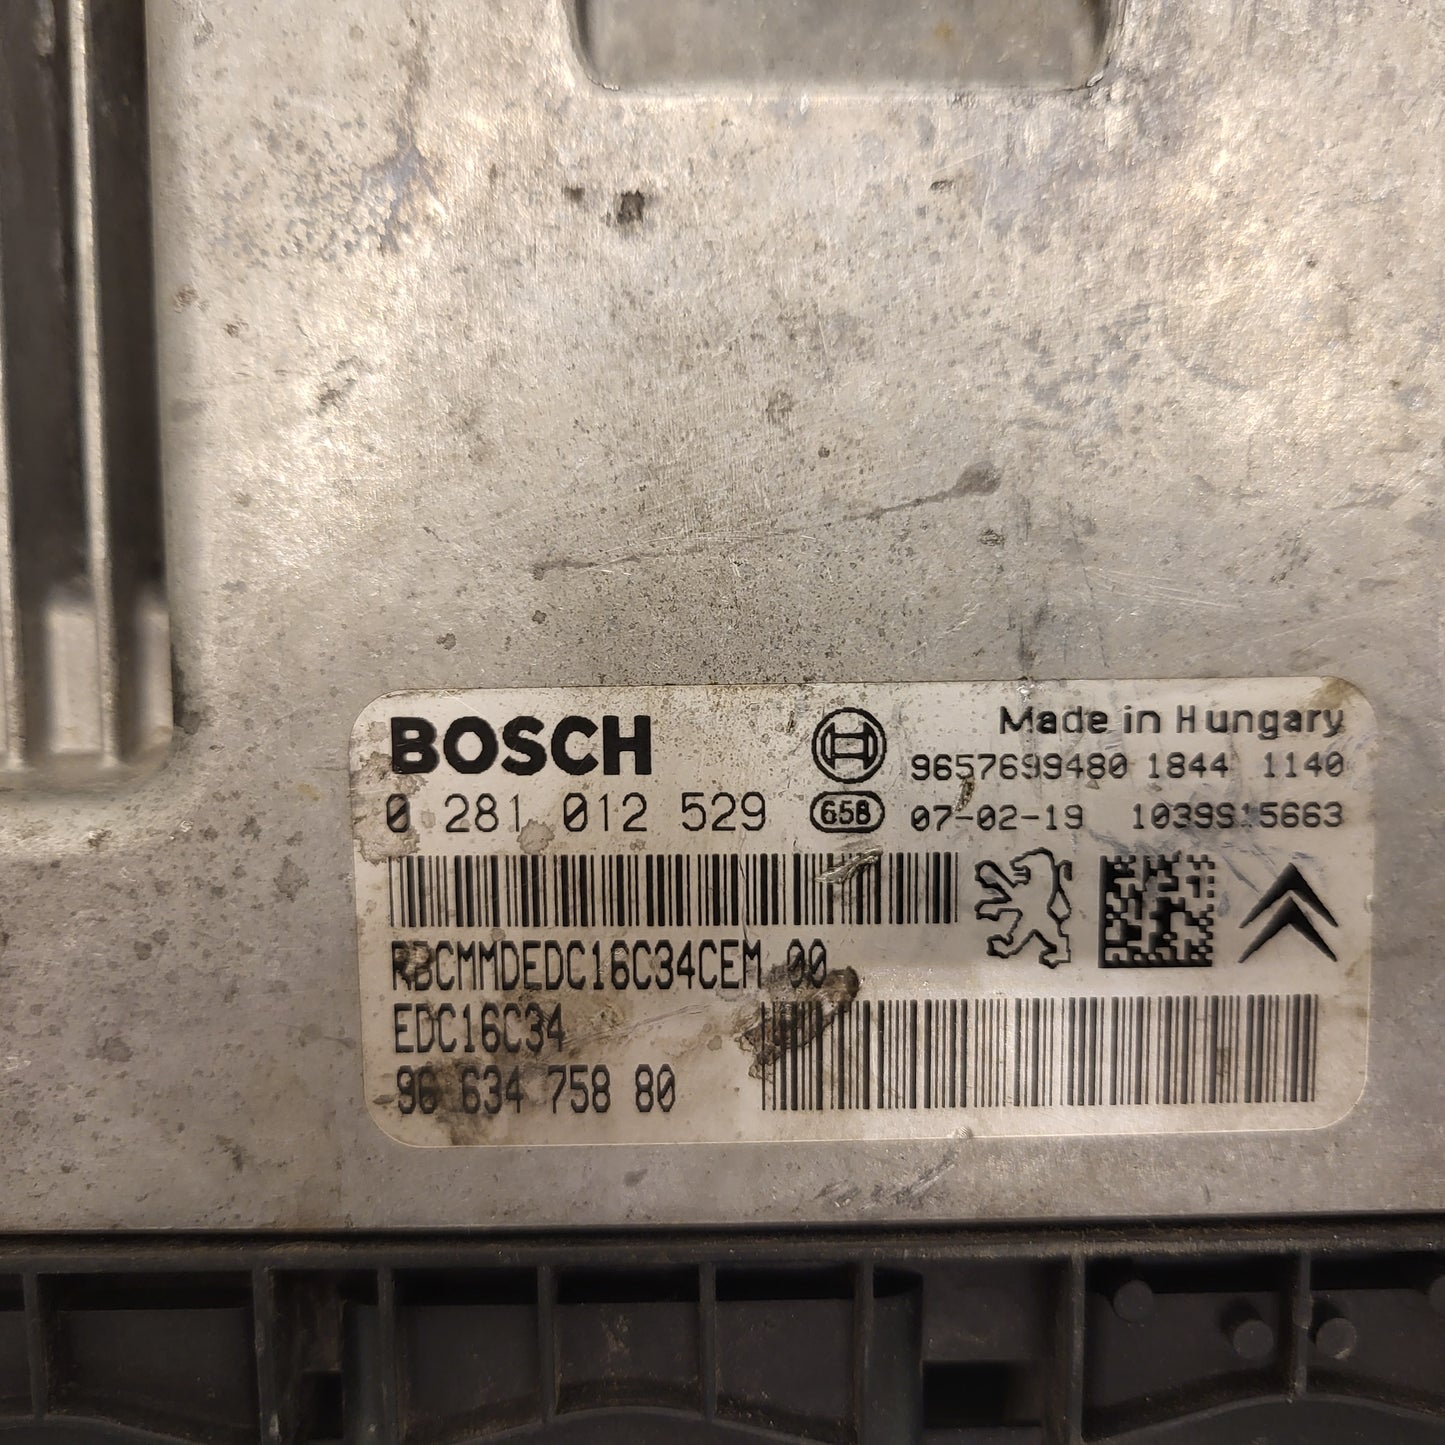 BOSCH
Made in Hungary
9657699480 1844 1140
0 281 012 529
658
07-02-19 1039915663
RBCMMDEDC16C34CEM 00
EDC16C34
96 634 758 80